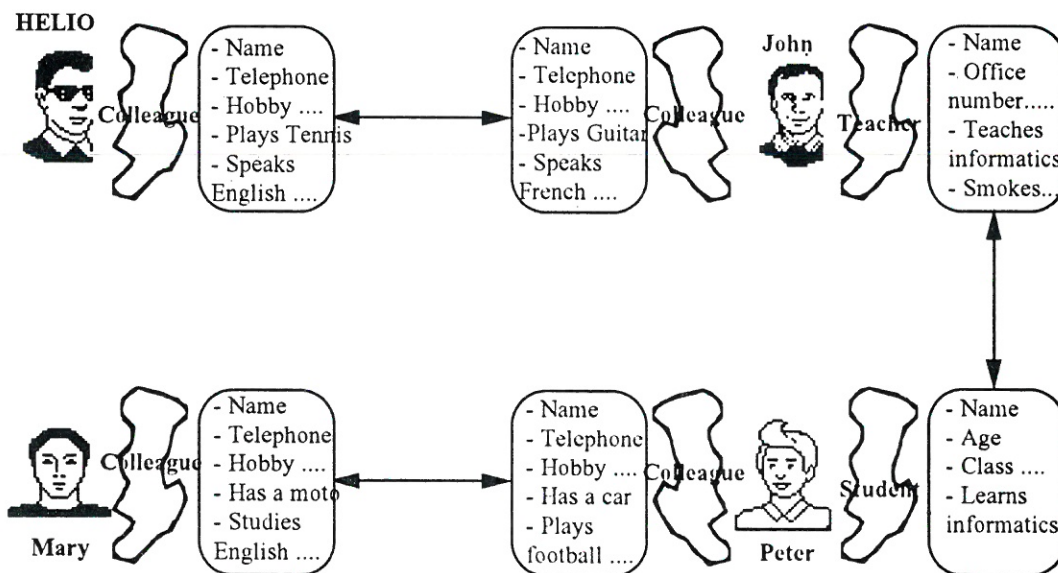 HELIO
Colleague
- Name
- Telephone
- Hobby ....
- Plays Tennis
- Speaks
English ....
- Name
- Telephone
- Hobby ....
-Plays Guitar
- Speaks
French ....
Colleague
John
Teacher
- Name
- Office
number.....
- Teaches
informatics
- Smokes...
Colleague
Mary
- Name
- Telephone
- Hobby ....
- Has a moto
- Studies
English ....
- Name
- Telephone
- Hobby ....
- Has a car
- Plays
football ....
Colleague
Peter
Student
- Name
- Age
- Class ....
- Learns
informatics